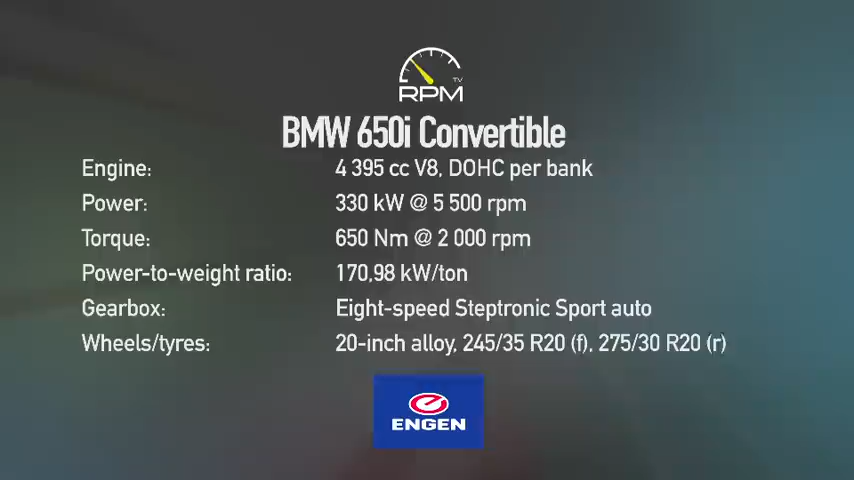 TV
RPM
BMW 650i Convertible
Engine: 4 395 cc V8, DOHC per bank
Power: 330 kW @ 5 500 rpm
Torque: 650 Nm @ 2 000 rpm
Power-to-weight ratio: 170,98 kW/ton
Gearbox: Eight-speed Steptronic Sport auto
Wheels/tyres: 20-inch alloy, 245/35 R20 (f), 275/30 R20 (r)
ENGEN